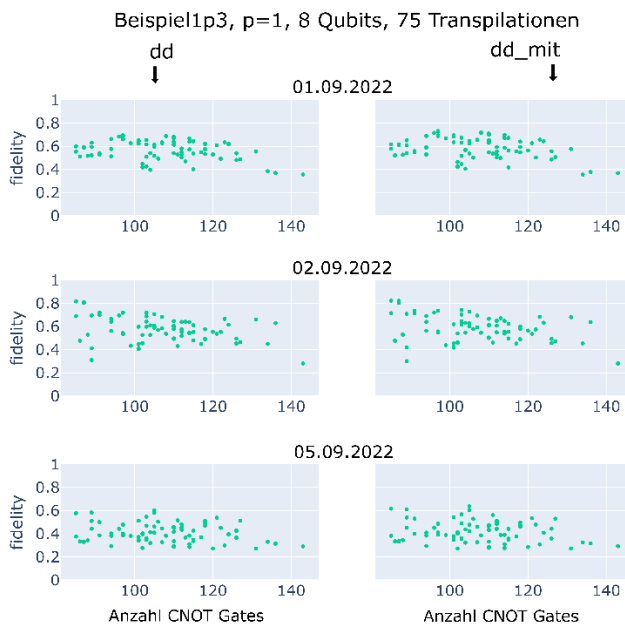 Beispiel1p3, p=1, 8 Qubits, 75 Transpilationen
dd
dd_mit
01.09.2022
fidelity
1
0.8
0.6
0.4
0.2
0
100 120 140
100 120 140
02.09.2022
fidelity
1
0.8
0.6
0.4
0.2
0
100 120 140
100 120 140
05.09.2022
fidelity
1
0.8
0.6
0.4
0.2
0
100 120 140
100 120 140
Anzahl CNOT Gates
Anzahl CNOT Gates